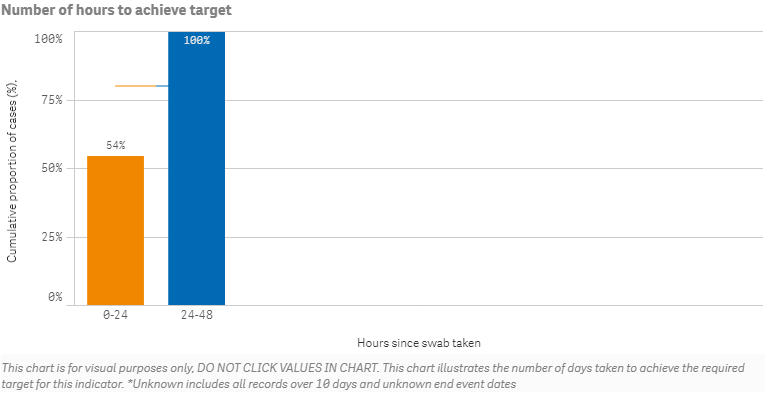 Number of hours to achieve target
100%
75%
50%
25%
0%
Cumulative proportion of cases (%).
54%
100%
0-24
24-48
Hours since swab taken
This chart is for visual purposes only, DO NOT CLICK VALUES IN CHART. This chart illustrates the number of days taken to achieve the required
target for this indicator. *Unknown includes all records over 10 days and unknown end event dates